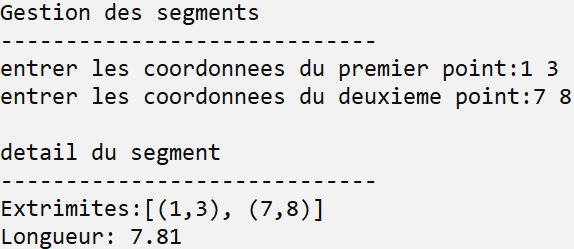 Gestion des segments
------------------------------
entrer les coordonnees du premier point:1 3
entrer les coordonnees du deuxieme point:7 8
detail du segment
------------------------------
Extrimites:[(1,3), (7,8)]
Longueur: 7.81